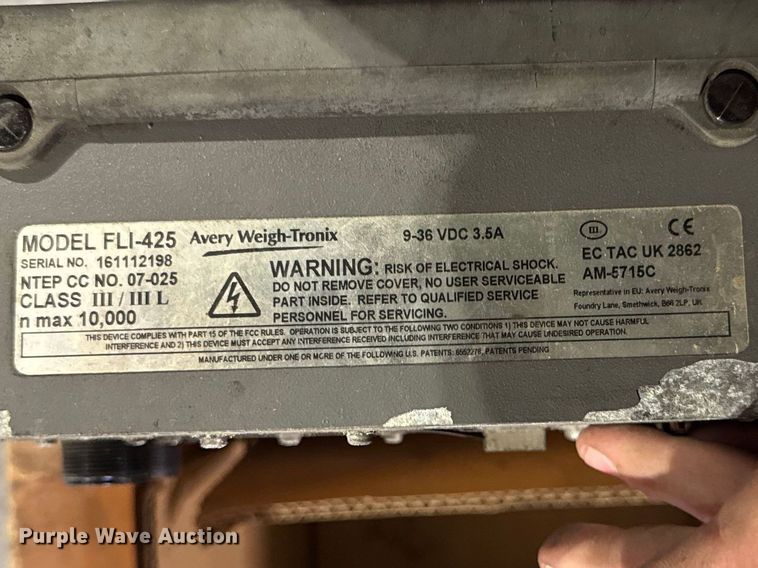 MODEL FLI-425 Avery Weigh-Tronix 9-36 VDC 3.5A III CE
SERIAL NO. 161112198
NTEP CC NO. 07-025
CLASS III / III L
n max 10,000
WARNING: RISK OF ELECTRICAL SHOCK.
DO NOT REMOVE COVER, NO USER SERVICEABLE
PART INSIDE. REFER TO QUALIFIED SERVICE
PERSONNEL FOR SERVICING.
EC TAC UK 2862
AM-5715C
Representative in EU: Avery Weigh-Tronix
Foundry Lane, Smethwick, B66 2LP, UK
THIS DEVICE COMPLIES WITH PART 15 OF THE FCC RULES. OPERATION IS SUBJECT TO THE FOLLOWING TWO CONDITIONS 1) THIS DEVICE MAY NOT CAUSE HARMFUL
INTERFERENCE AND 2) THIS DEVICE MUST ACCEPT ANY INTERFERENCE RECEIVED INCLUDING INTERFERENCE THAT MAY CAUSE UNDESIRED OPERATION.
MANUFACTURED UNDER ONE OR MORE OF THE FOLLOWING U.S. PATENTS: 6552278, PATENTS PENDING
Purple Wave Auction